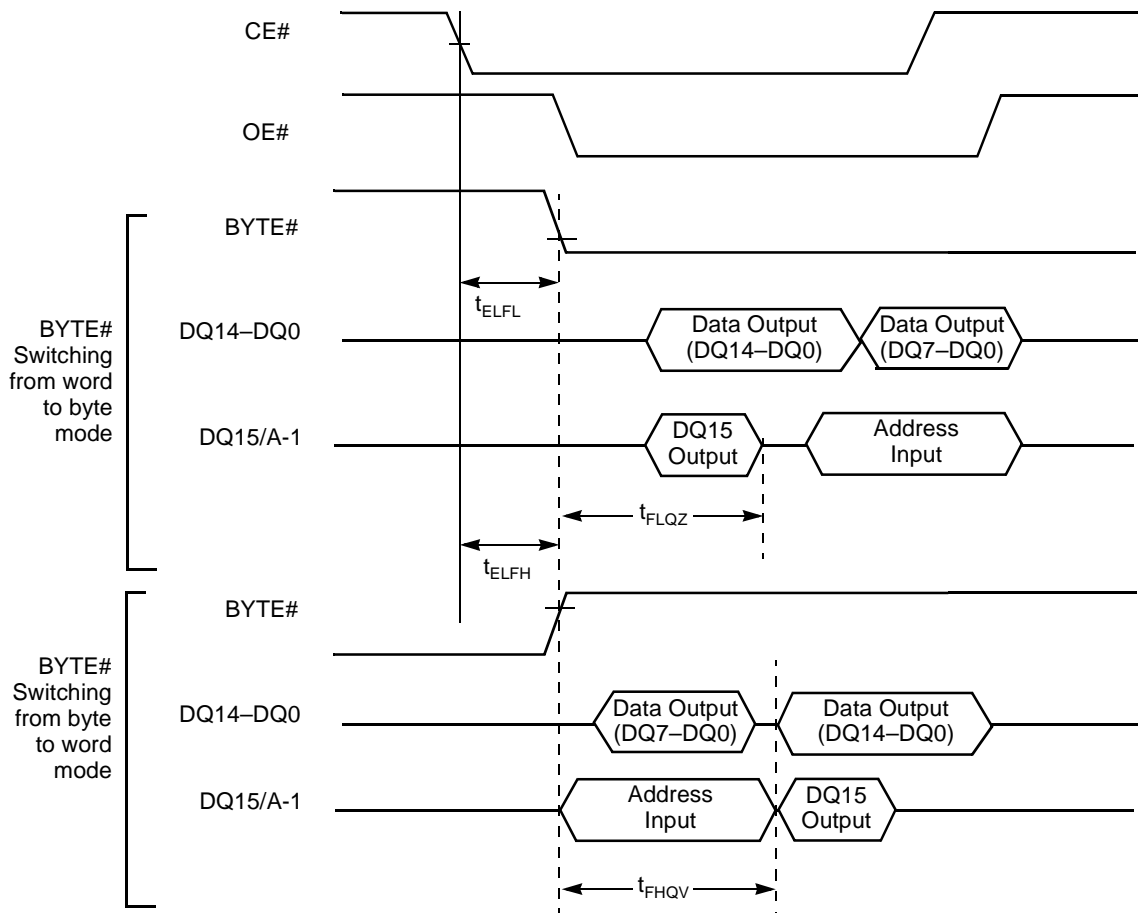 CE#
OE#
BYTE#
tELFL
BYTE#
Switching
from word
to byte
mode
DQ14–DQ0
Data Output
(DQ14–DQ0)
Data Output
(DQ7–DQ0)
DQ15/A-1
DQ15
Output
Address
Input
tFLQZ
tELFH
BYTE#
BYTE#
Switching
from byte
to word
mode
DQ14–DQ0
Data Output
(DQ7–DQ0)
Data Output
(DQ14–DQ0)
DQ15/A-1
Address
Input
DQ15
Output
tFHQV